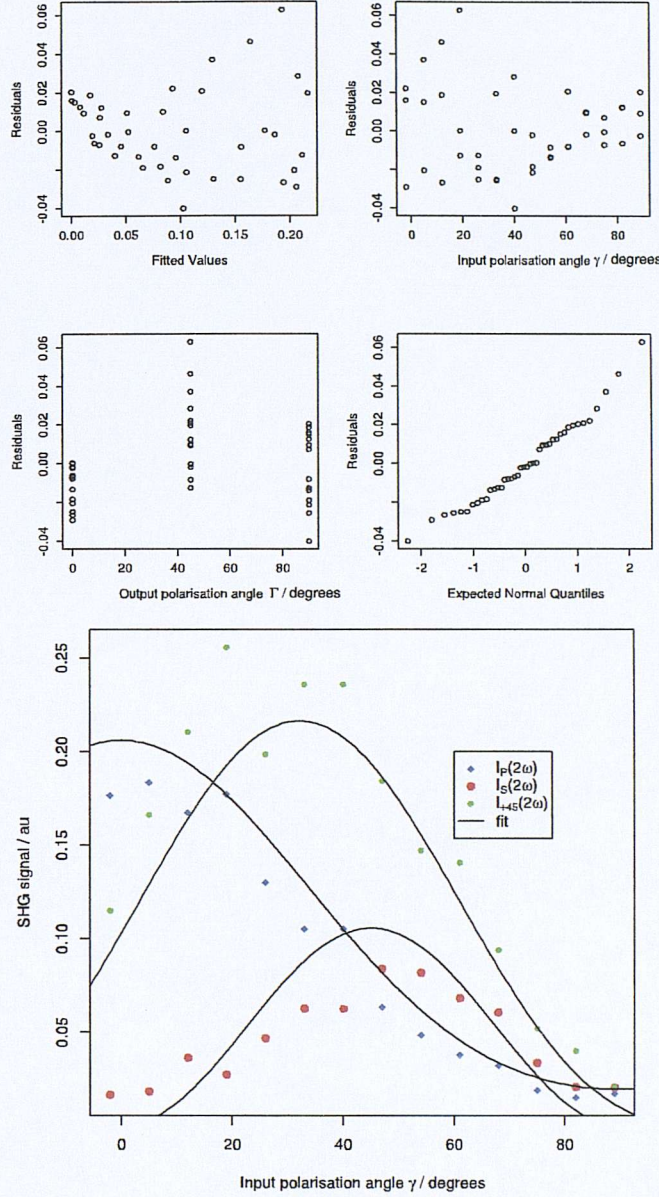 Residuals
0.06
0.04
0.02
0.00
-0.04
0.00 0.05 0.10 0.15 0.20
Fitted Values
Residuals
0.06
0.04
0.02
0.00
-0.04
0 20 40 60 80
Input polarisation angle γ / degrees
Residuals
0.06
0.04
0.02
0.00
-0.04
0 20 40 60 80
Output polarisation angle Γ / degrees
Residuals
0.06
0.04
0.02
0.00
-0.04
-2 -1 0 1 2
Expected Normal Quantiles
SHG signal / au
0.25
0.20
0.15
0.10
0.05
I_P(2ω)
I_S(2ω)
I_+45(2ω)
fit
0 20 40 60 80
Input polarisation angle γ / degrees